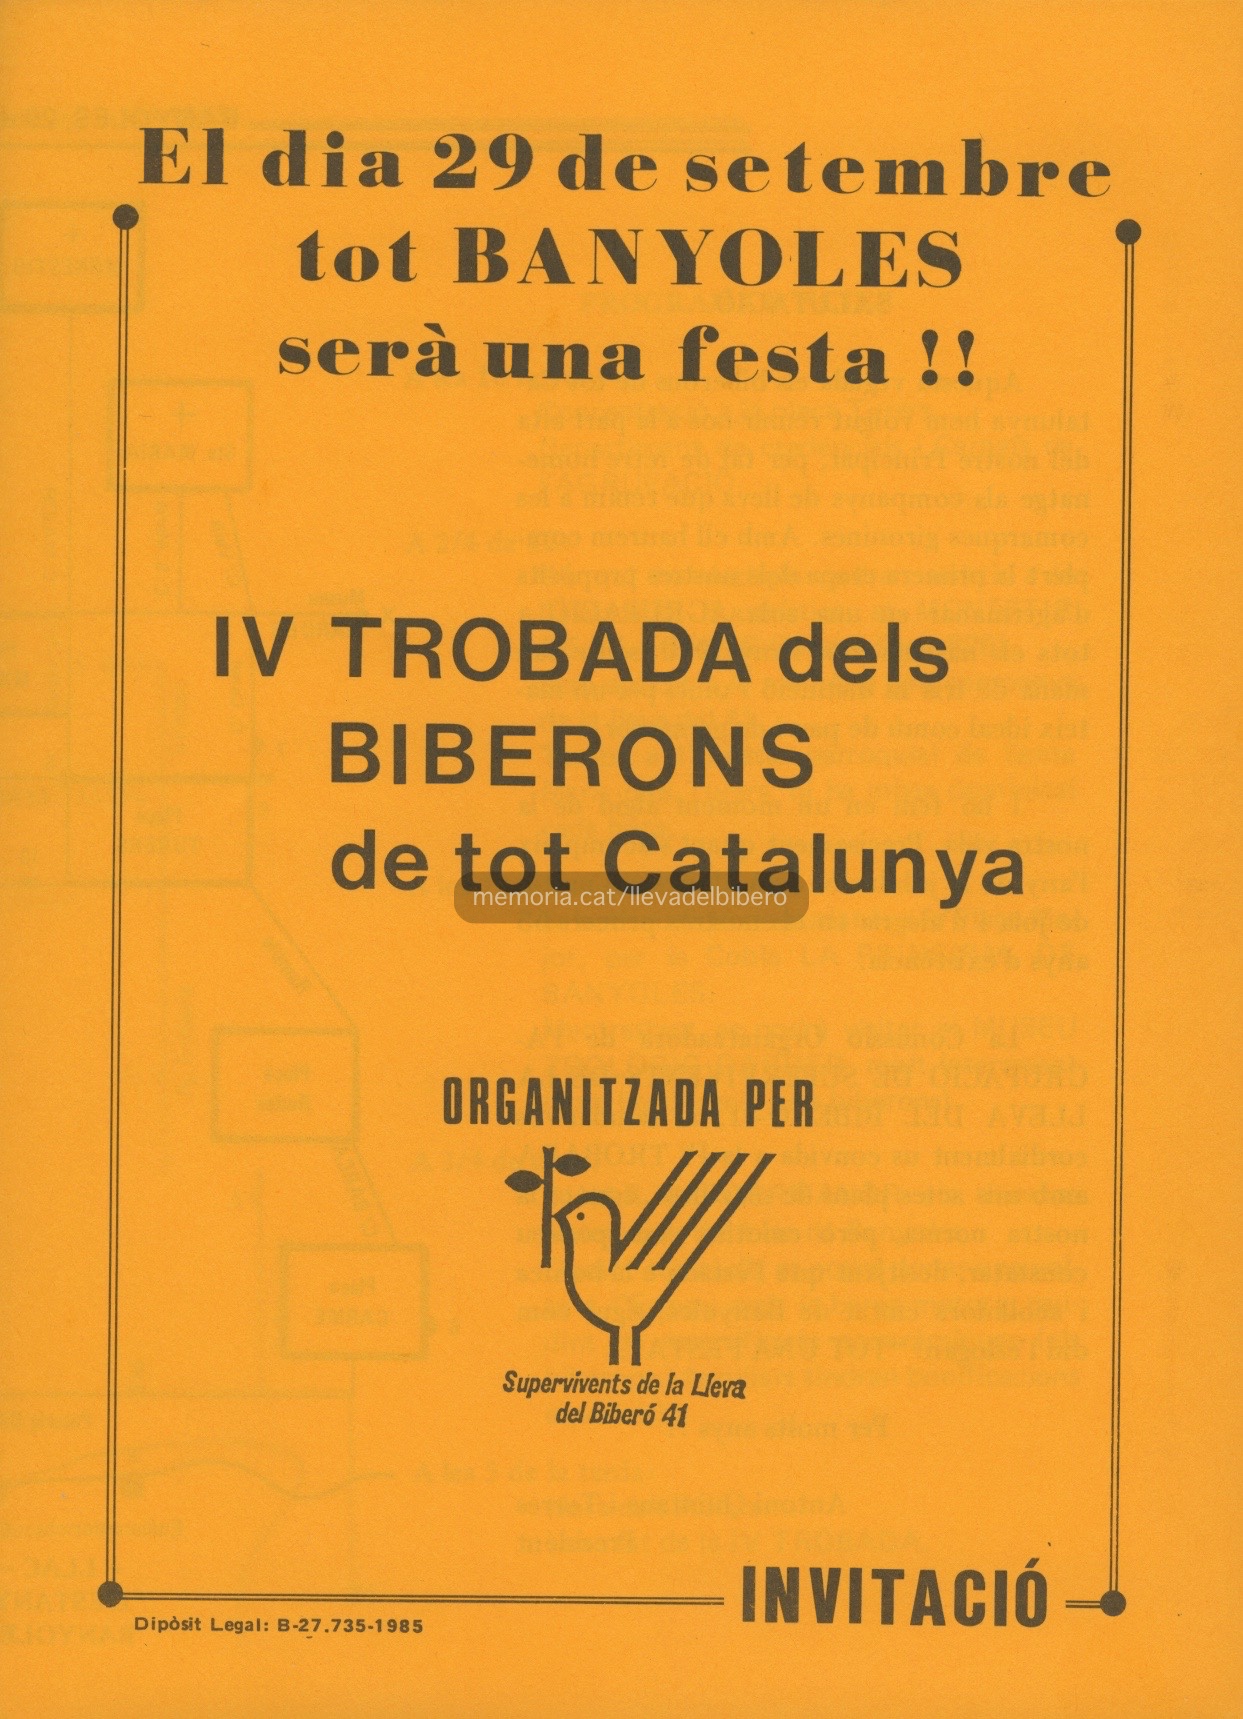 El dia 29 de setembre
tot BANYOLES
serà una festa !!
IV TROBADA dels
BIBERONS
de tot Catalunya
memoria.cat/llevadelbibero
ORGANITZADA PER
Supervivents de la Lleva
del Biberó 41
INVITACIÓ
Dipòsit Legal: B-27.735-1985